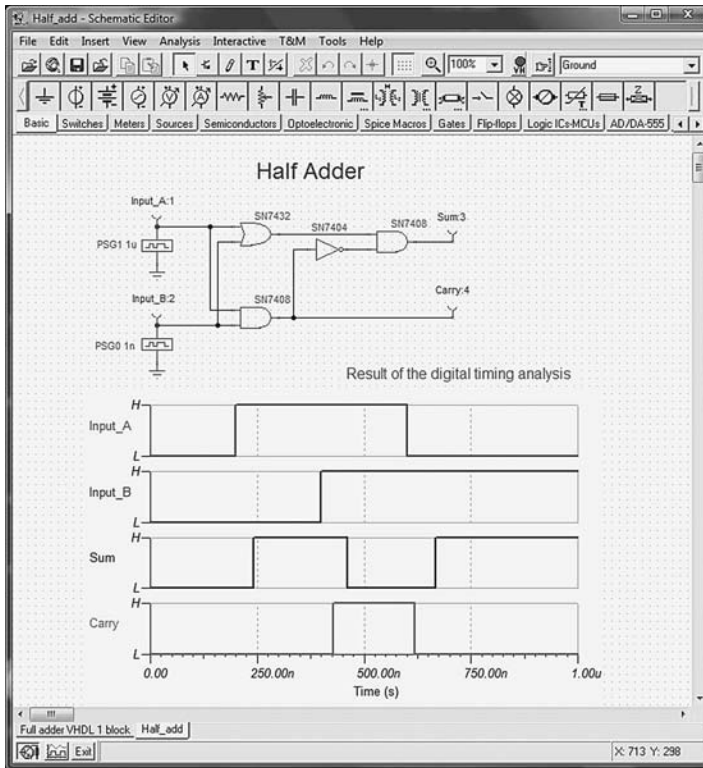 Half_add - Schematic Editor
File Edit Insert View Analysis Interactive T&M Tools Help
100% Ground
Basic Switches Meters Sources Semiconductors Optoelectronic Spice Macros Gates Flip-flops Logic ICs-MCUs AD/DA-555
Half Adder
Input_A:1
SN7432
SN7404
SN7408
Sum:3
PSG1 1u
Input_B:2
SN7408
Carry:4
PSG0 1n
Result of the digital timing analysis
H
Input_A
L
H
Input_B
L
H
Sum
L
H
Carry
L
0.00 250.00n 500.00n 750.00n 1.00u
Time (s)
Full adder VHDL 1 block Half_add
Exit X: 713 Y: 298